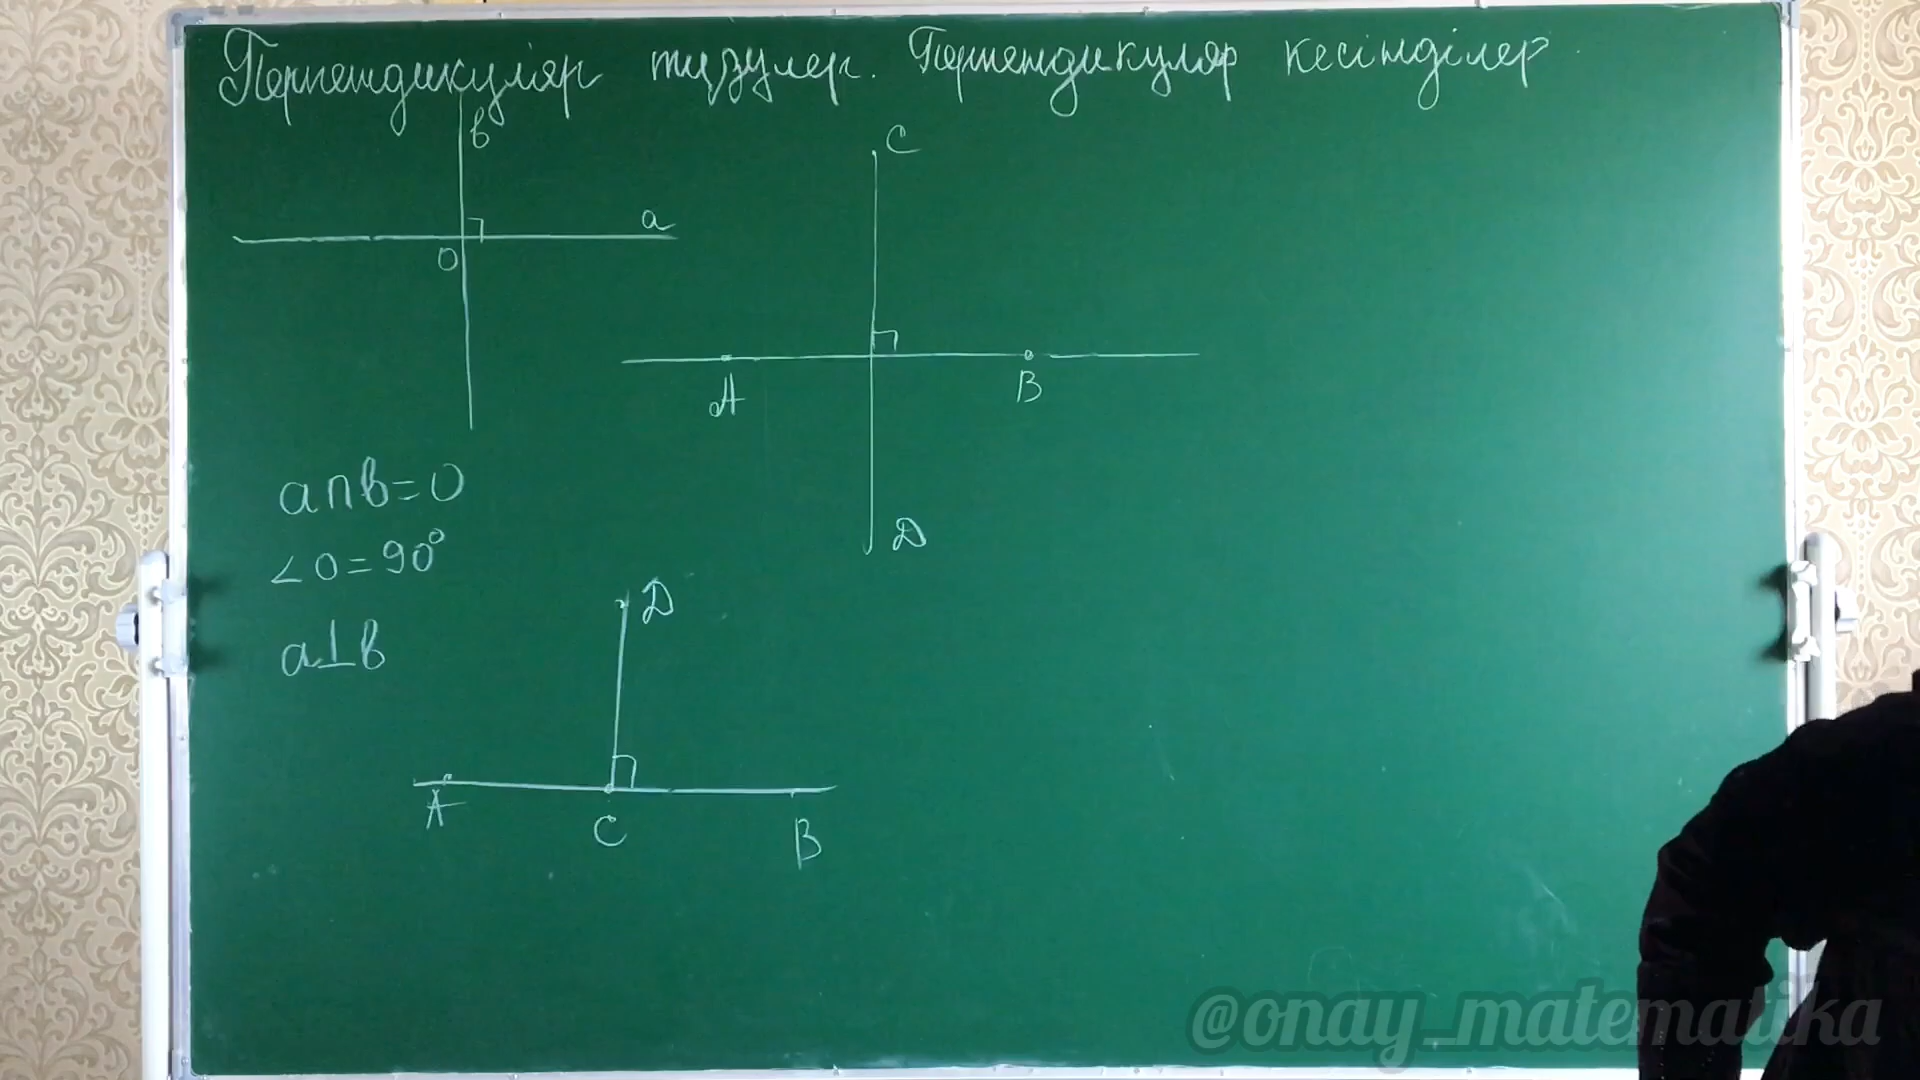 Перпендикуляр түзулер. Перпендикуляр кесінділер.
в
a
O
C
A
B
D
a∩в=O
∠O=90°
a⊥в
D
A
C
B
@onay_matematika